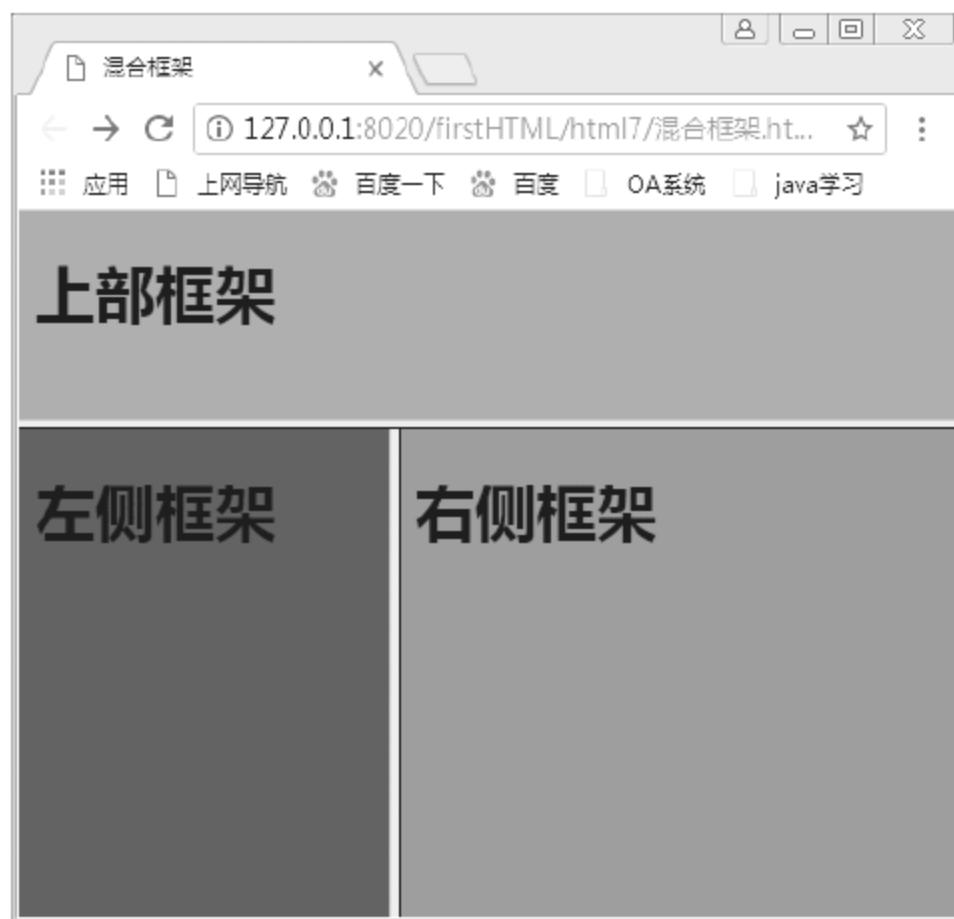 混合框架
127.0.0.1:8020/firstHTML/html7/混合框架.ht...
应用 上网导航 百度一下 百度 OA系统 java学习
上部框架
左侧框架 右侧框架